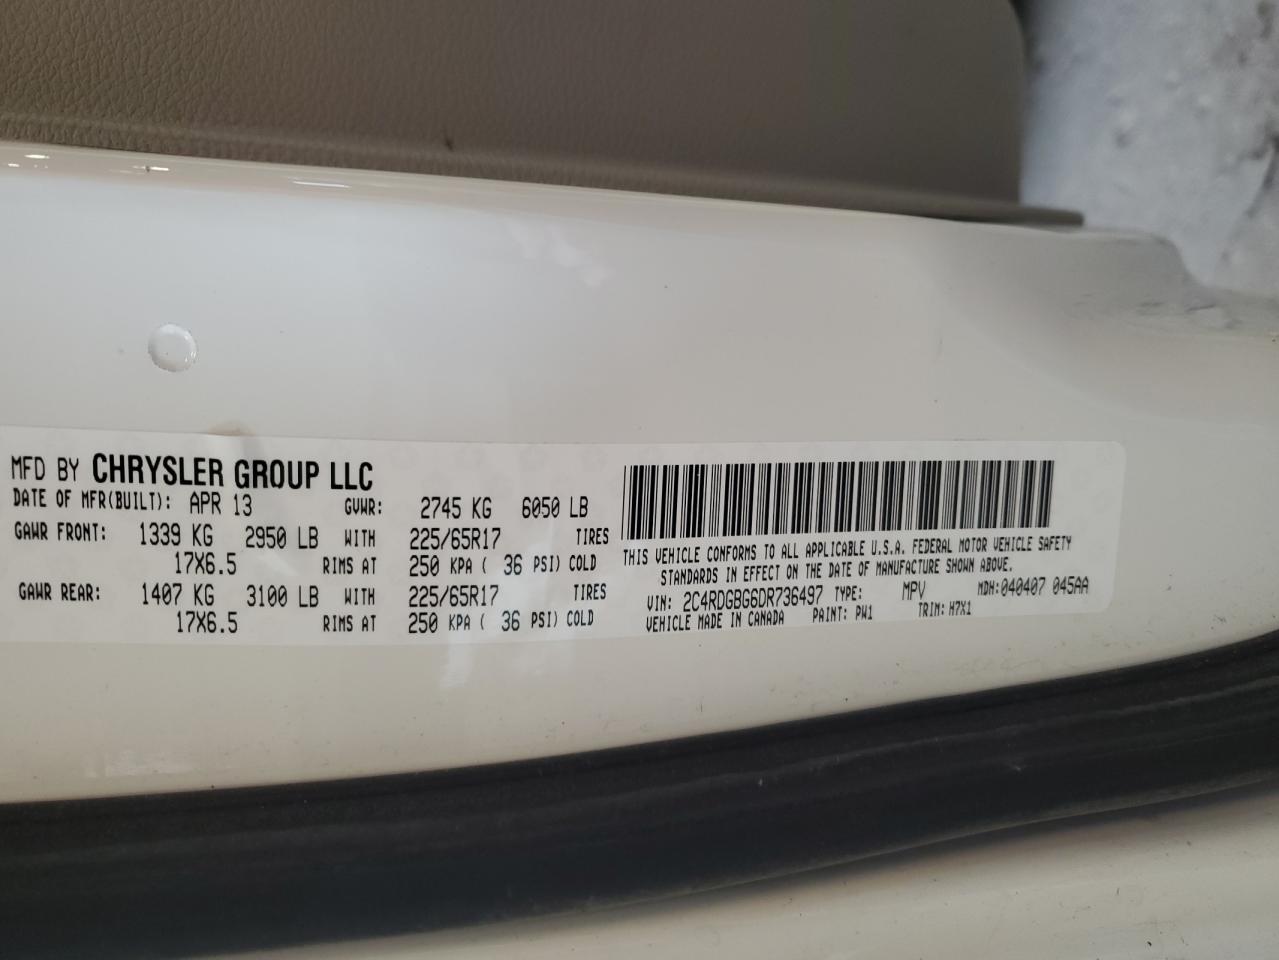 MFD BY CHRYSLER GROUP LLC
DATE OF MFR(BUILT): APR 13 GVWR: 2745 KG 6050 LB
GAWR FRONT: 1339 KG 2950 LB WITH 225/65R17 TIRES
17X6.5 RIMS AT 250 KPA ( 36 PSI) COLD
GAWR REAR: 1407 KG 3100 LB WITH 225/65R17 TIRES
17X6.5 RIMS AT 250 KPA ( 36 PSI) COLD
THIS VEHICLE CONFORMS TO ALL APPLICABLE U.S.A. FEDERAL MOTOR VEHICLE SAFETY
STANDARDS IN EFFECT ON THE DATE OF MANUFACTURE SHOWN ABOVE.
VIN: 2C4RDGBG6DR736497 TYPE: MPV MDH:040407 045AA
VEHICLE MADE IN CANADA PAINT: PW1 TRIM: H7X1